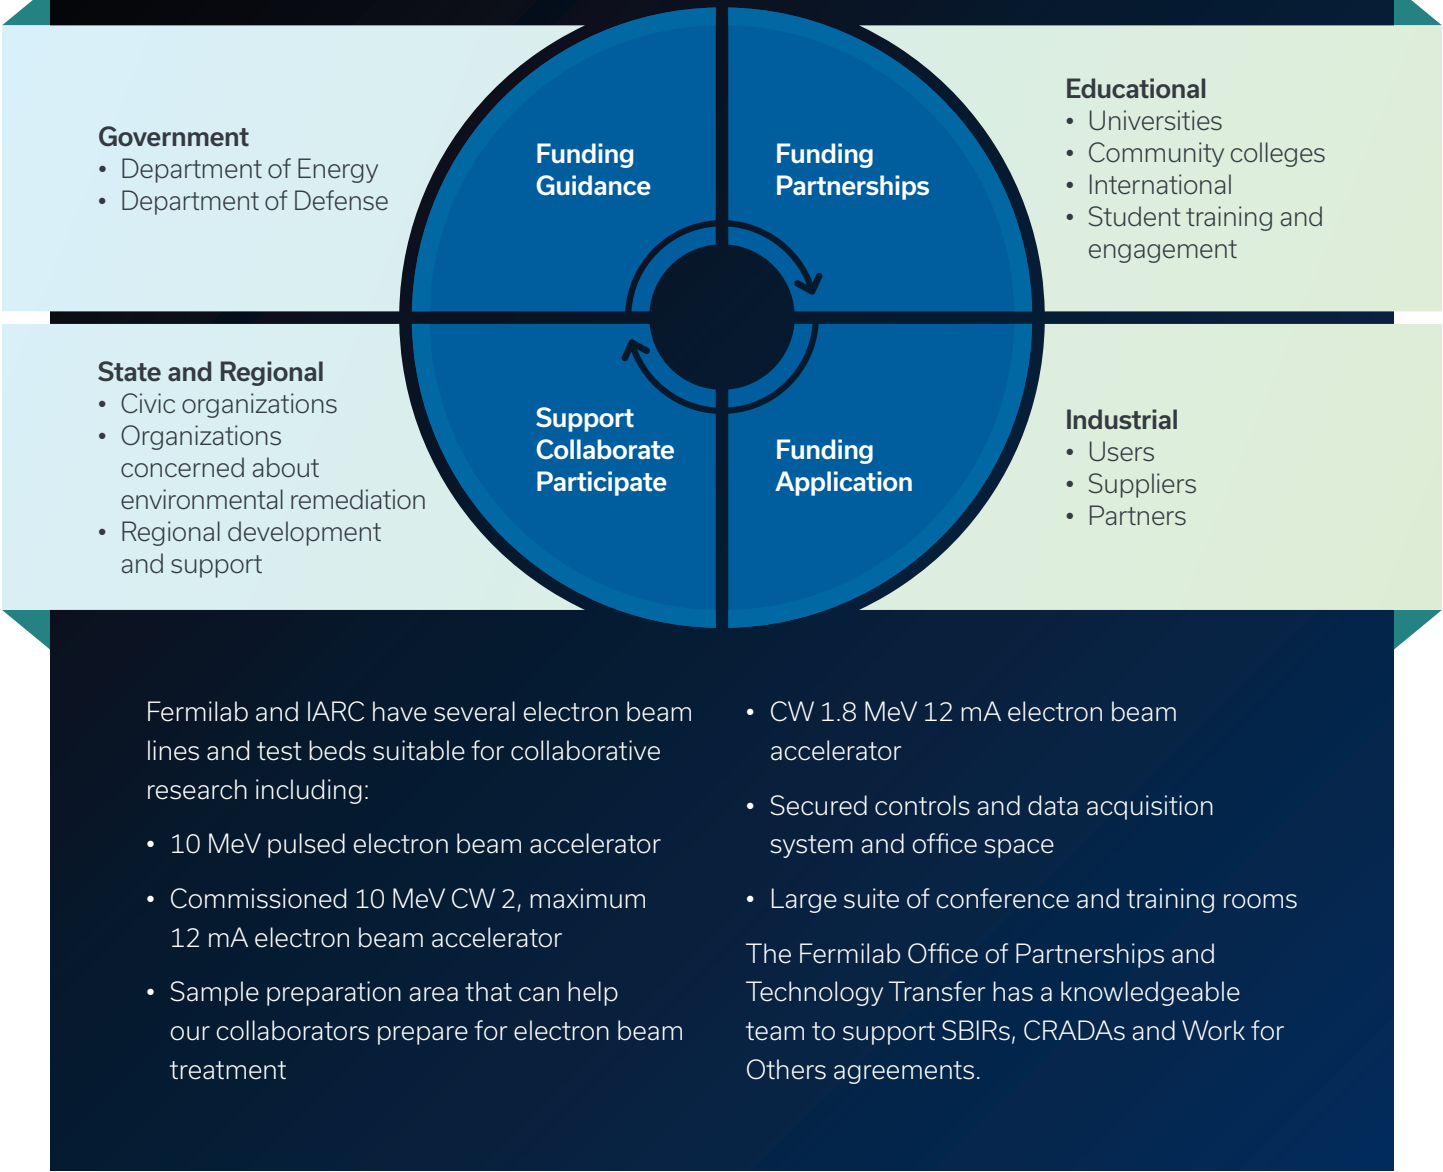 Government
• Department of Energy
• Department of Defense
Funding
Guidance
Funding
Partnerships
Educational
• Universities
• Community colleges
• International
• Student training and
engagement
State and Regional
• Civic organizations
• Organizations
concerned about
environmental remediation
• Regional development
and support
Support
Collaborate
Participate
Funding
Application
Industrial
• Users
• Suppliers
• Partners
Fermilab and IARC have several electron beam
lines and test beds suitable for collaborative
research including:
• 10 MeV pulsed electron beam accelerator
• Commissioned 10 MeV CW 2, maximum
12 mA electron beam accelerator
• Sample preparation area that can help
our collaborators prepare for electron beam
treatment
• CW 1.8 MeV 12 mA electron beam
accelerator
• Secured controls and data acquisition
system and office space
• Large suite of conference and training rooms
The Fermilab Office of Partnerships and
Technology Transfer has a knowledgeable
team to support SBIRs, CRADAs and Work for
Others agreements.